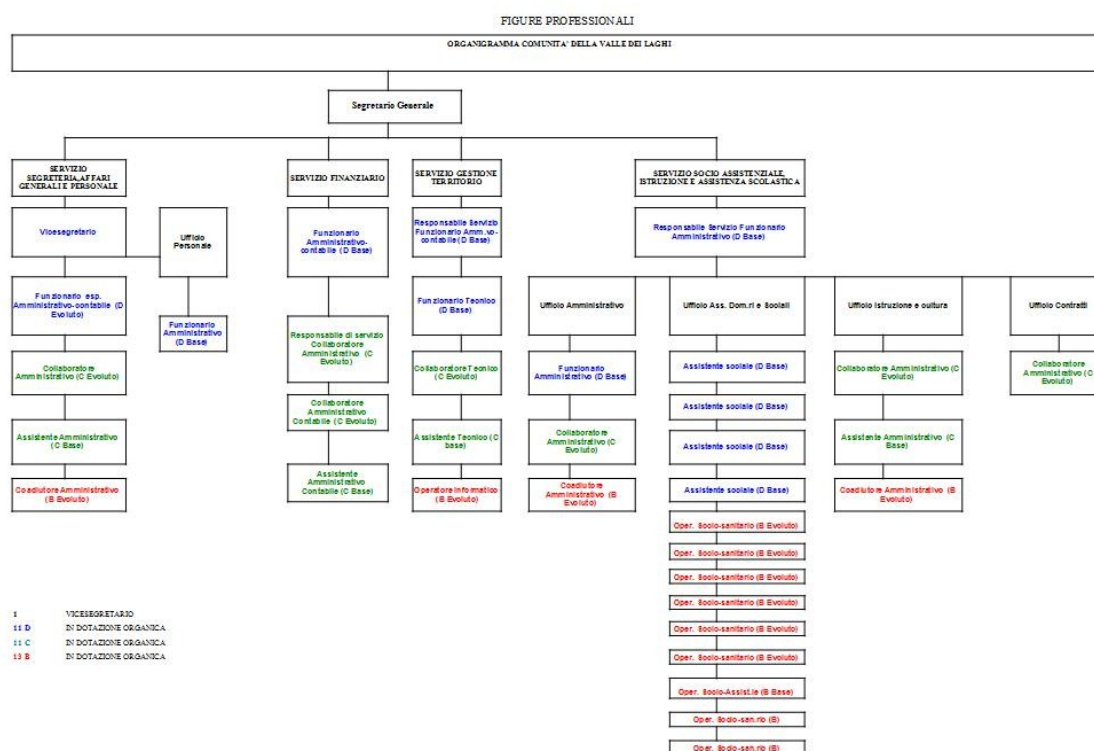 FIGURE PROFESSIONALI
ORGANIGRAMMA COMUNITA' DELLA VALLE DEI LAGHI
Segretario Generale
SERVIZIO
SEGRETERIA,AFFARI
GENERALI E PERSONALE
SERVIZIO FINANZIARIO
SERVIZIO GESTIONE
TERRITORIO
SERVIZIO SOCIO ASSISTENZIALE,
ISTRUZIONE E ASSISTENZA SCOLASTICA
Vicesegretario
Ufficio
Personale
Funzionario
Amministrativo-
contabile (D Base)
Responsabile Servizio
Funzionario Amm.vo-
contabile (D Base)
Responsabile Servizio Funzionario
Amministrativo (D Base)
Funzionario esp.
Amministrativo-contabile (D
Evoluto)
Funzionario
Amministrativo
(D Base)
Responsabile di servizio
Collaboratore
Amministrativo (C
Evoluto)
Funzionario Tecnico
(D Base)
Ufficio Amministrativo
Ufficio Ass. Dom.ri e Sociali
Ufficio Istruzione e cultura
Ufficio Contratti
Collaboratore
Amministrativo (C Evoluto)
Collaboratore Tecnico
(C Evoluto)
Funzionario
Amministrativo (D Base)
Assistente sociale (D Base)
Collaboratore Amministrativo (C
Evoluto)
Collaboratore
Amministrativo (C
Evoluto)
Collaboratore
Amministrativo
Contabile (C Evoluto)
Assistente sociale (D Base)
Assistente Amministrativo
(C Base)
Assistente Tecnico (C
base)
Collaboratore
Amministrativo (C
Evoluto)
Assistente sociale (D Base)
Assistente Amministrativo (C
Base)
Coadiutore Amministrativo
(B Evoluto)
Assistente
Amministrativo
Contabile (C Base)
Operatore informatico
(B Evoluto)
Coadiutore
Amministrativo (B
Evoluto)
Assistente sociale (D Base)
Coadiutore Amministrativo (B
Evoluto)
Oper. Socio-sanitario (B Evoluto)
Oper. Socio-sanitario (B Evoluto)
Oper. Socio-sanitario (B Evoluto)
Oper. Socio-sanitario (B Evoluto)
Oper. Socio-sanitario (B Evoluto)
Oper. Socio-sanitario (B Evoluto)
Oper. Socio-Assist.le (B Base)
Oper. Socio-san.rio (B)
Oper. Socio-san.rio (B)
1 VICESEGRETARIO
11 D IN DOTAZIONE ORGANICA
11 C IN DOTAZIONE ORGANICA
13 B IN DOTAZIONE ORGANICA